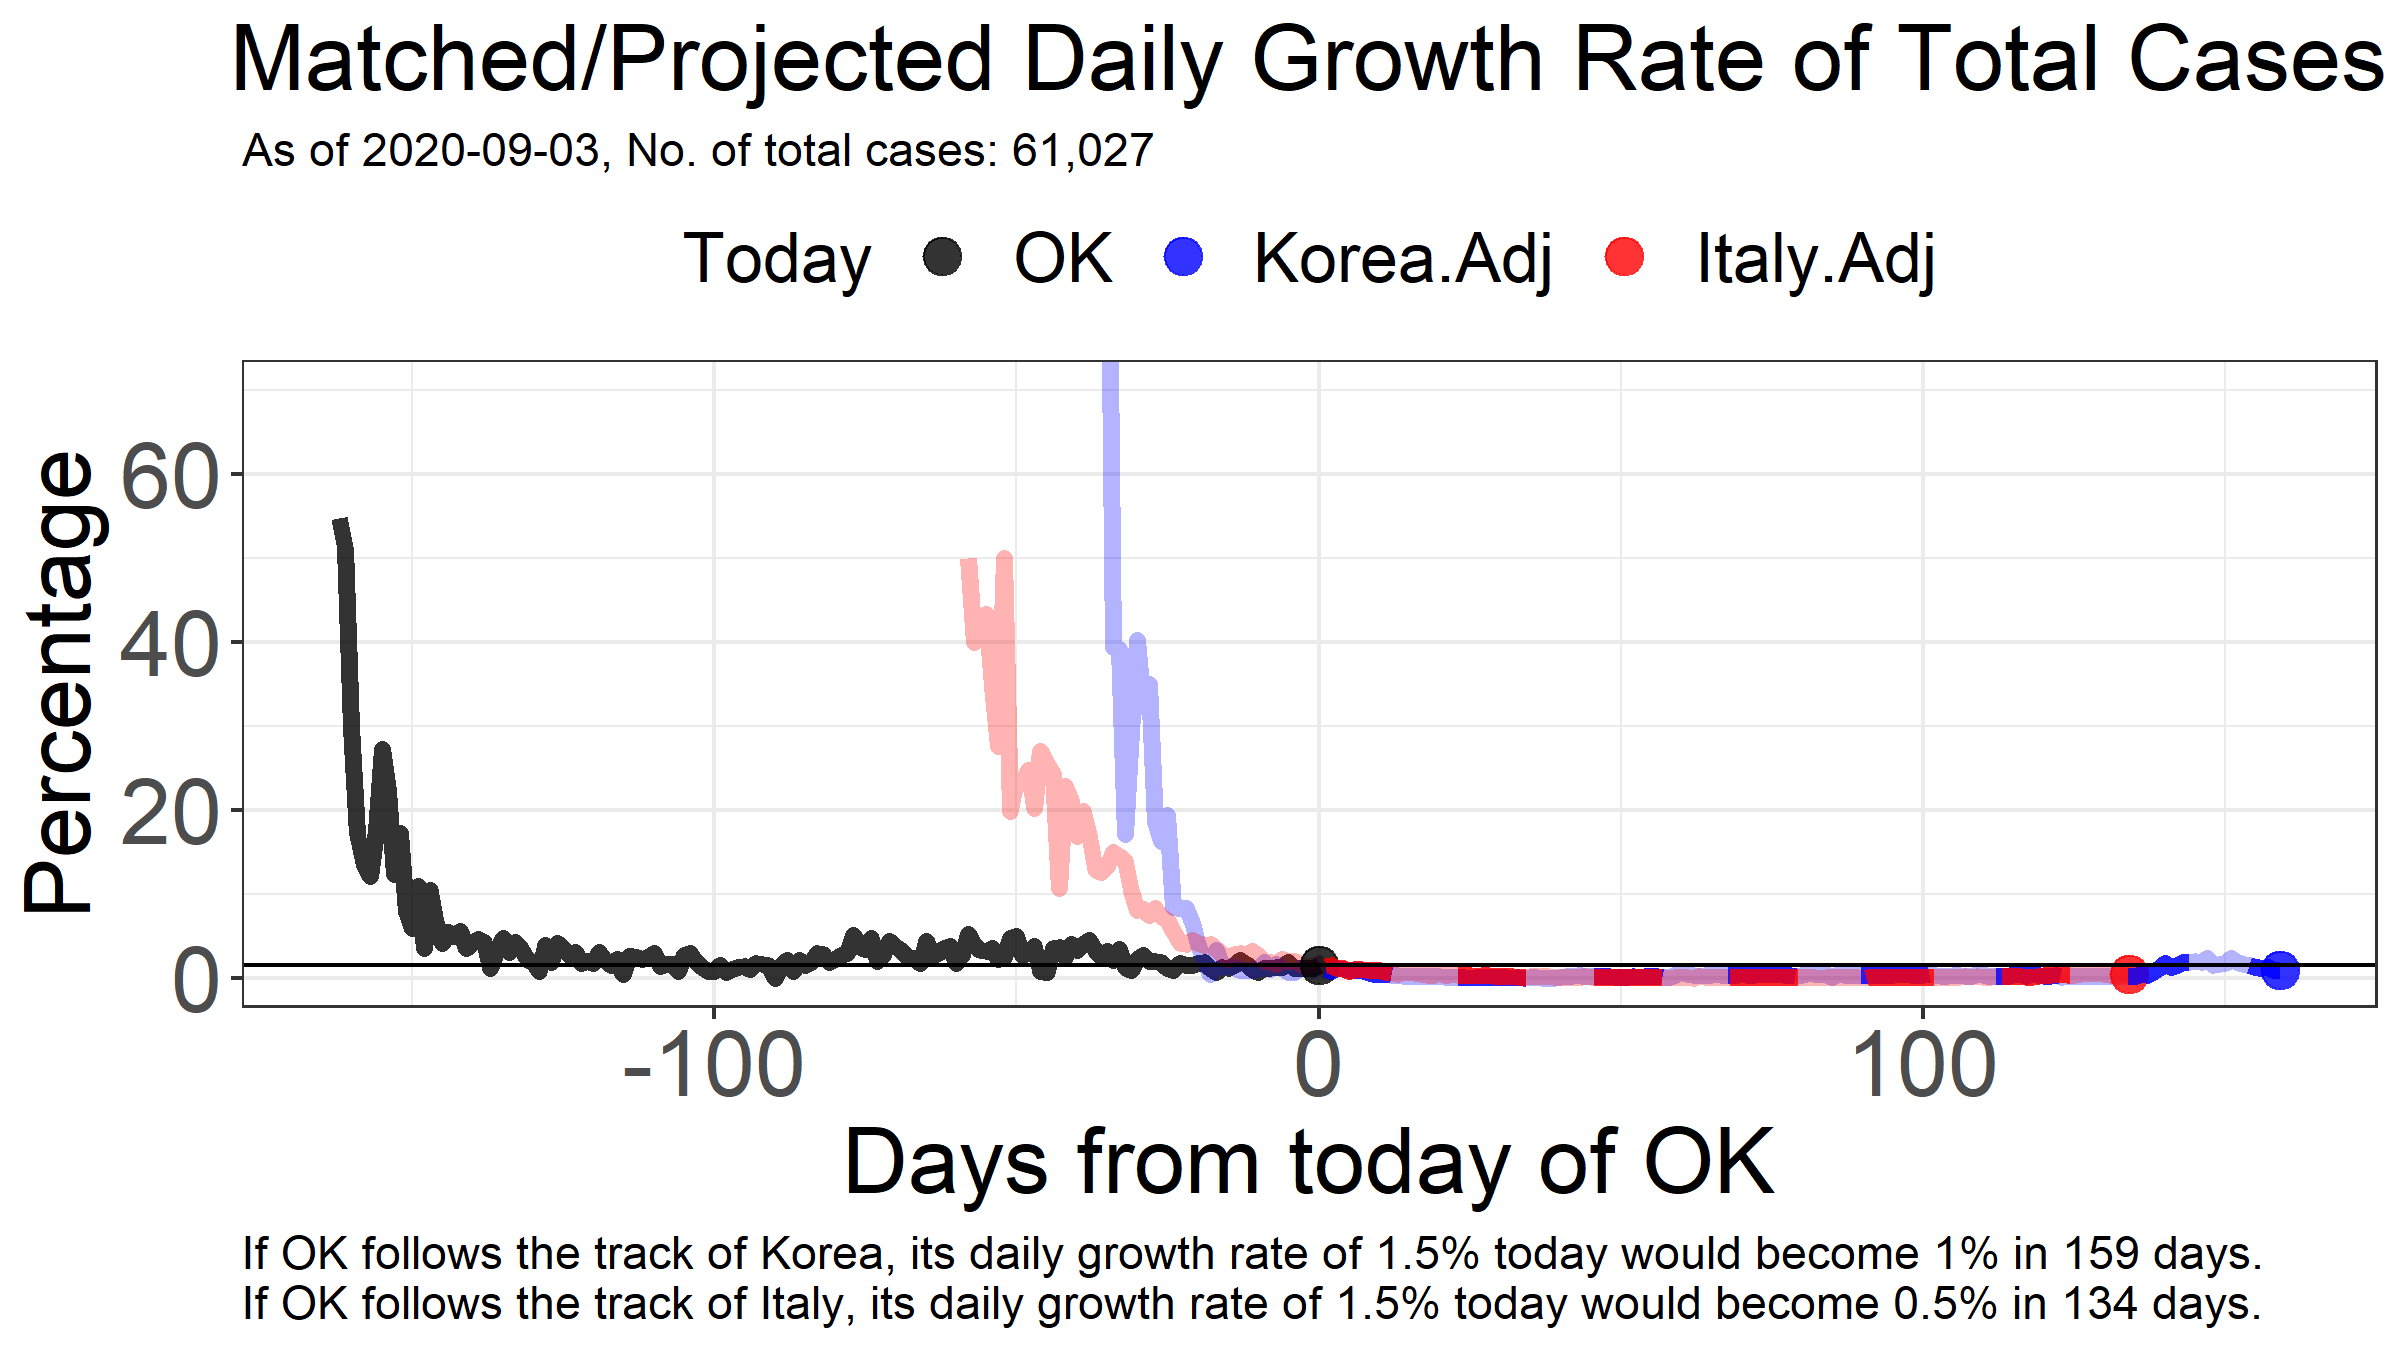 Matched/Projected Daily Growth Rate of Total Cases
As of 2020-09-03, No. of total cases: 61,027
Today OK Korea.Adj Italy.Adj
Percentage
60
40
20
0
-100 0 100
Days from today of OK
If OK follows the track of Korea, its daily growth rate of 1.5% today would become 1% in 159 days.
If OK follows the track of Italy, its daily growth rate of 1.5% today would become 0.5% in 134 days.